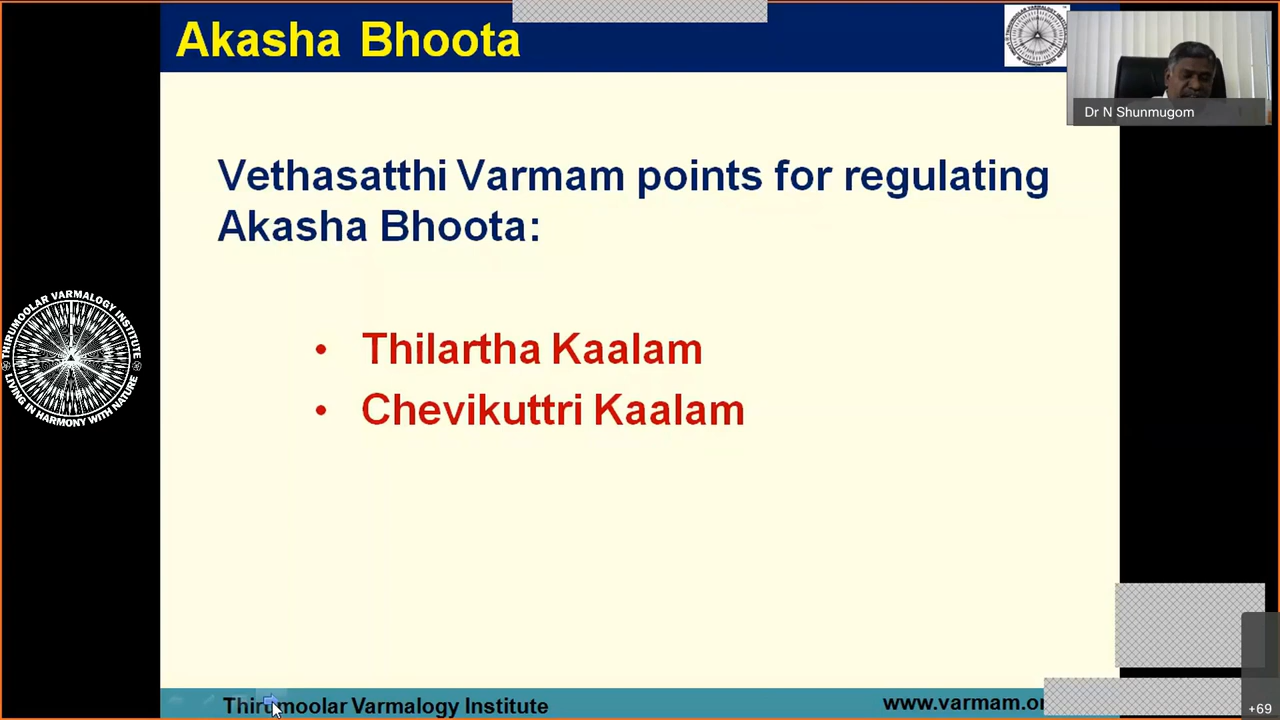 Akasha Bhoota
Dr N Shunmugom
Vethasatthi Varmam points for regulating
Akasha Bhoota:
• Thilartha Kaalam
• Chevikuttri Kaalam
THIRUMOOLAR VARMALOGY INSTITUTE
LIVING IN HARMONY WITH NATURE
Thirumoolar Varmalogy Institute
www.varmam.or
+69